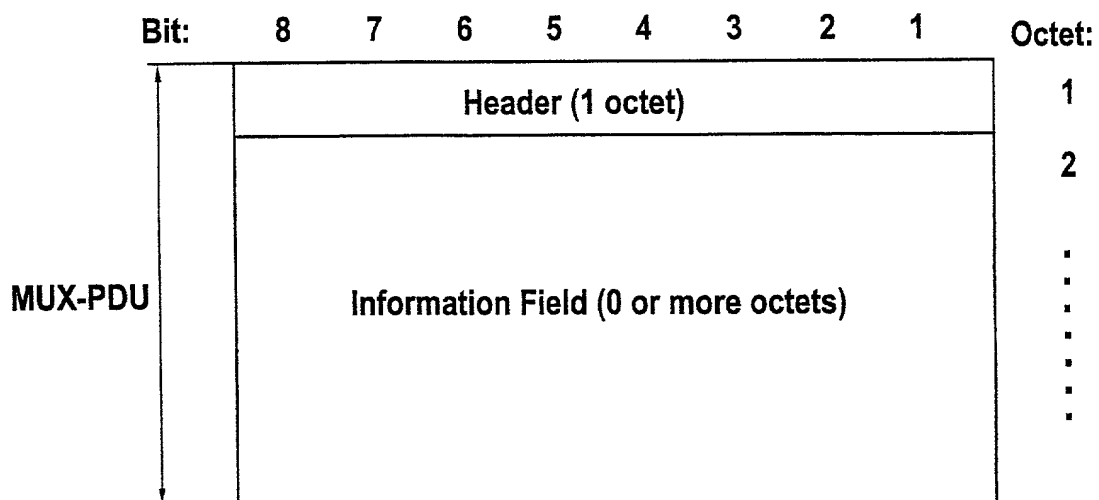 Bit: 8 7 6 5 4 3 2 1 Octet:
Header (1 octet) 1
2
MUX-PDU Information Field (0 or more octets)